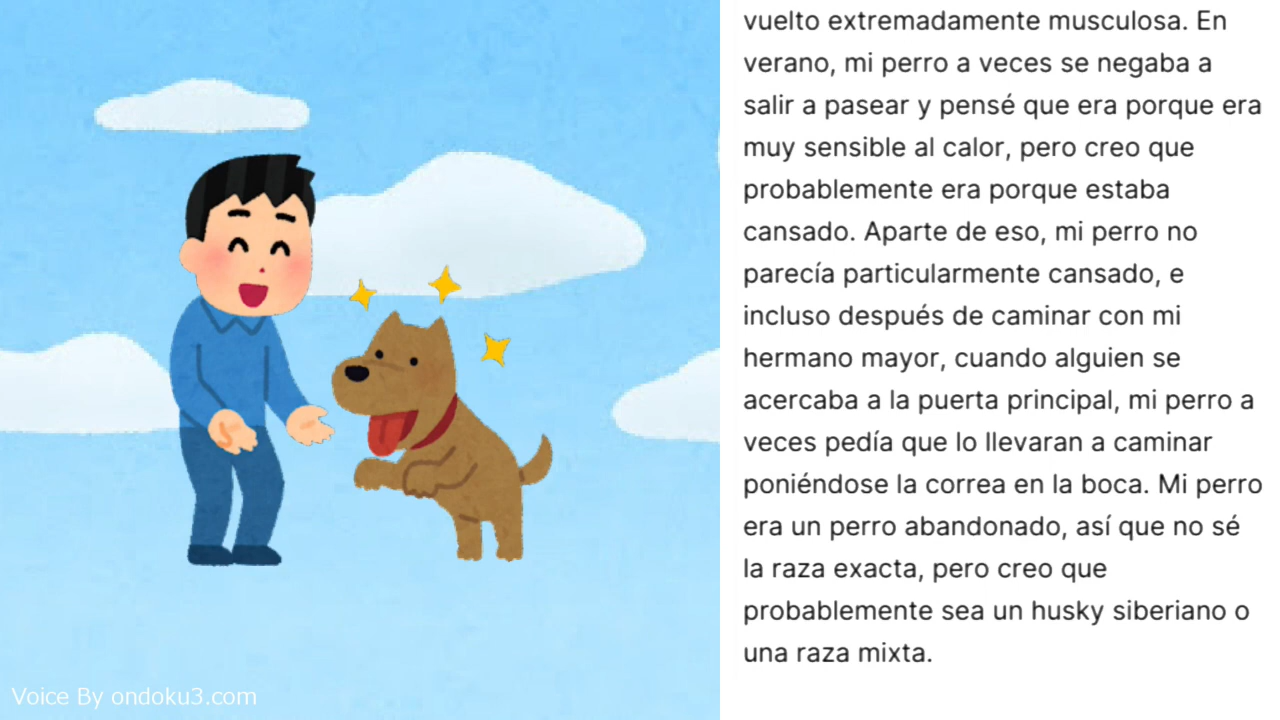 vuelto extremadamente musculosa. En
verano, mi perro a veces se negaba a
salir a pasear y pensé que era porque era
muy sensible al calor, pero creo que
probablemente era porque estaba
cansado. Aparte de eso, mi perro no
parecía particularmente cansado, e
incluso después de caminar con mi
hermano mayor, cuando alguien se
acercaba a la puerta principal, mi perro a
veces pedía que lo llevaran a caminar
poniéndose la correa en la boca. Mi perro
era un perro abandonado, así que no sé
la raza exacta, pero creo que
probablemente sea un husky siberiano o
una raza mixta.
Voice By ondoku3.com